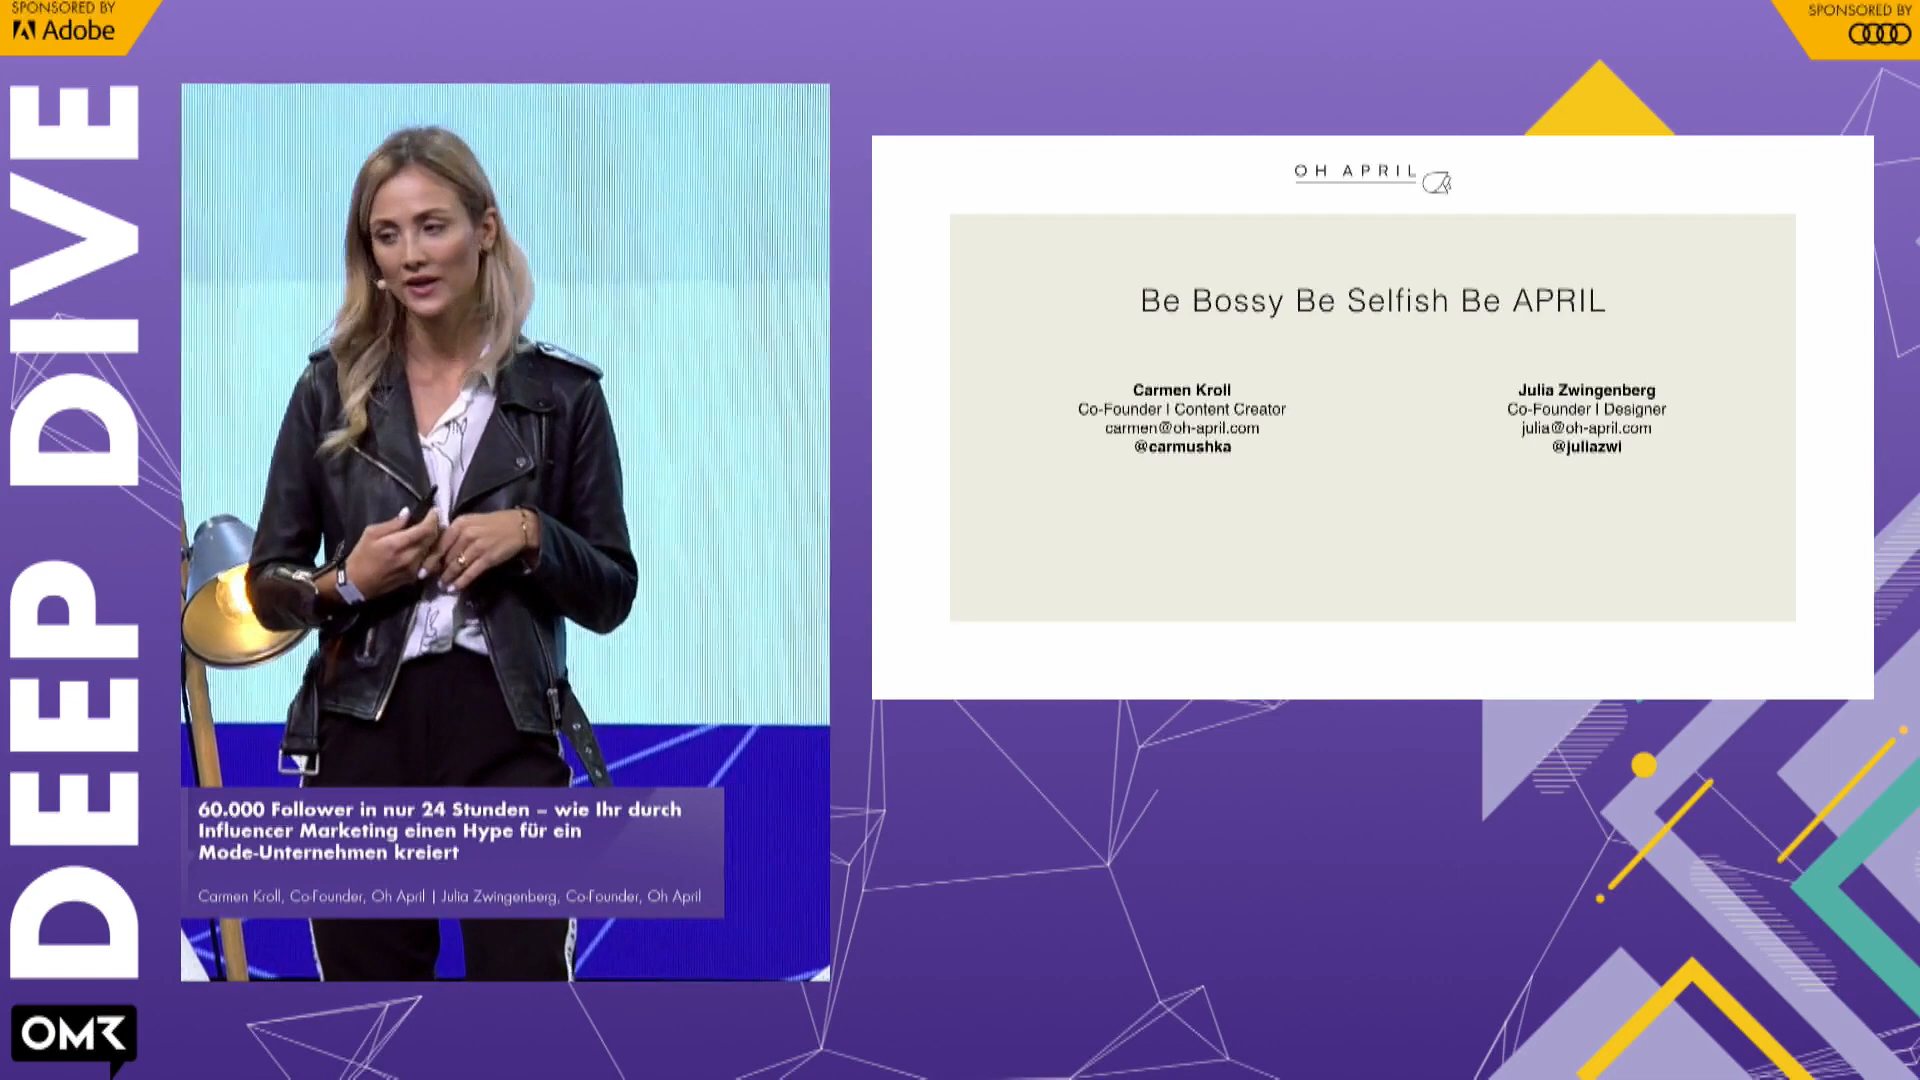 SPONSORED BY
Adobe
SPONSORED BY
DEEP DIVE
OH APRIL
Be Bossy Be Selfish Be APRIL
Carmen Kroll
Co-Founder | Content Creator
carmen@oh-april.com
@carmushka
Julia Zwingenberg
Co-Founder | Designer
julia@oh-april.com
@juliazwi
60.000 Follower in nur 24 Stunden – wie Ihr durch
Influencer Marketing einen Hype für ein
Mode-Unternehmen kreiert
Carmen Kroll, Co-Founder, Oh April | Julia Zwingenberg, Co-Founder, Oh April
OMR